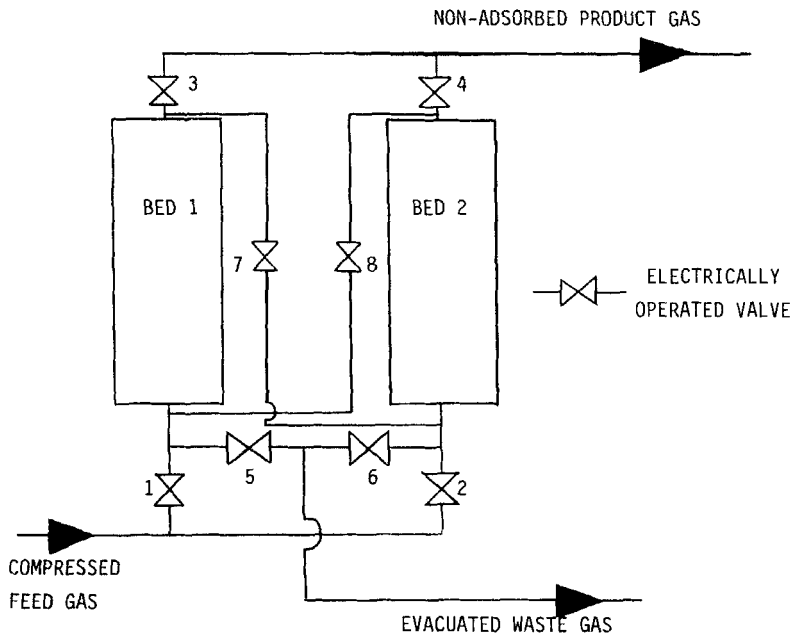 NON-ADSORBED PRODUCT GAS
3
4
BED 1
BED 2
7
8
ELECTRICALLY
OPERATED VALVE
5
6
1
2
COMPRESSED
FEED GAS
EVACUATED WASTE GAS